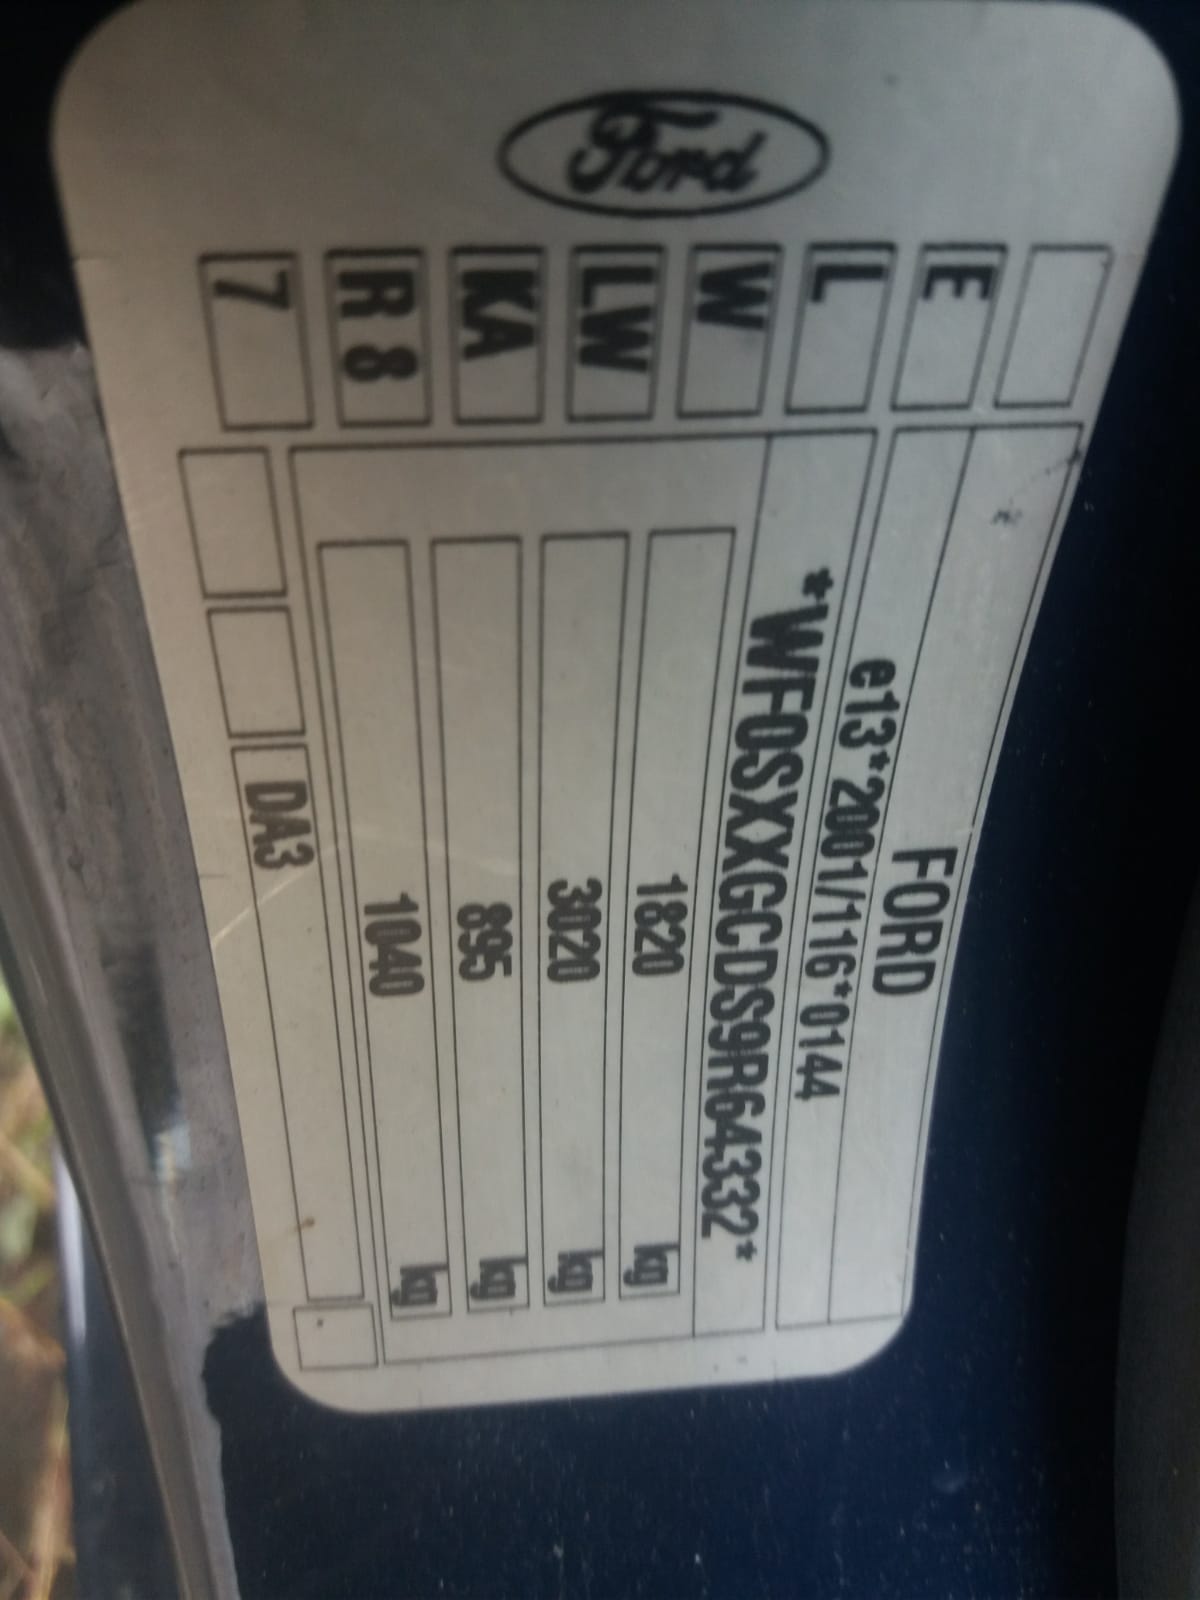 Ford
FORD
e13*2001/116*0144
*WF0SXXGCDS9R64332*
1820 kg
3020 kg
895 kg
1040 kg
DA3
E
L
W
LW
KA
R 8
7